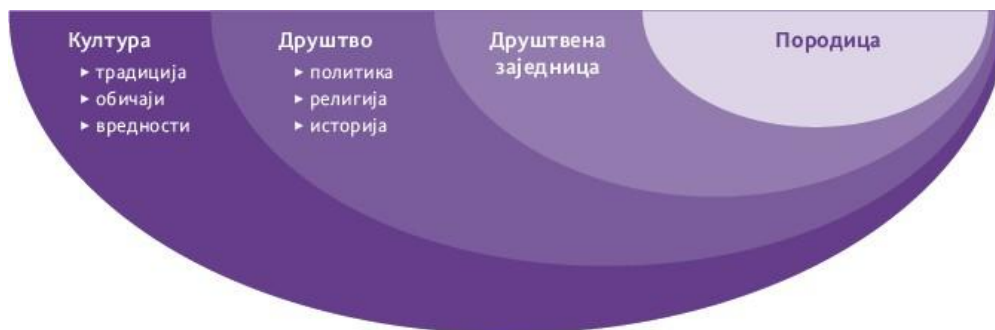 Култура
▸ традиција
▸ обичаји
▸ вредности
Друштво
▸ политика
▸ религија
▸ историја
Друштвена
заједница
Породица